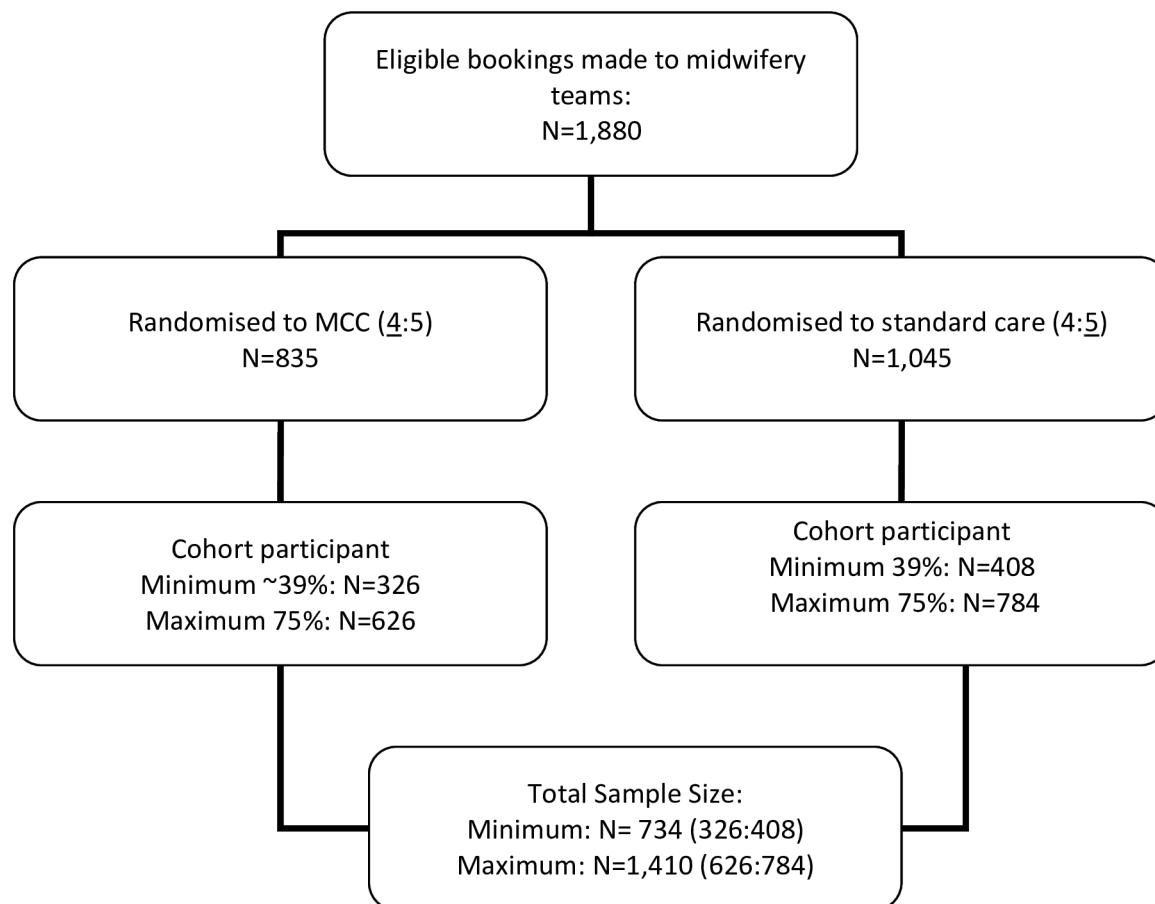 Eligible bookings made to midwifery
teams:
N=1,880
Randomised to MCC (4:5)
N=835
Randomised to standard care (4:5)
N=1,045
Cohort participant
Minimum ~39%: N=326
Maximum 75%: N=626
Cohort participant
Minimum 39%: N=408
Maximum 75%: N=784
Total Sample Size:
Minimum: N= 734 (326:408)
Maximum: N=1,410 (626:784)